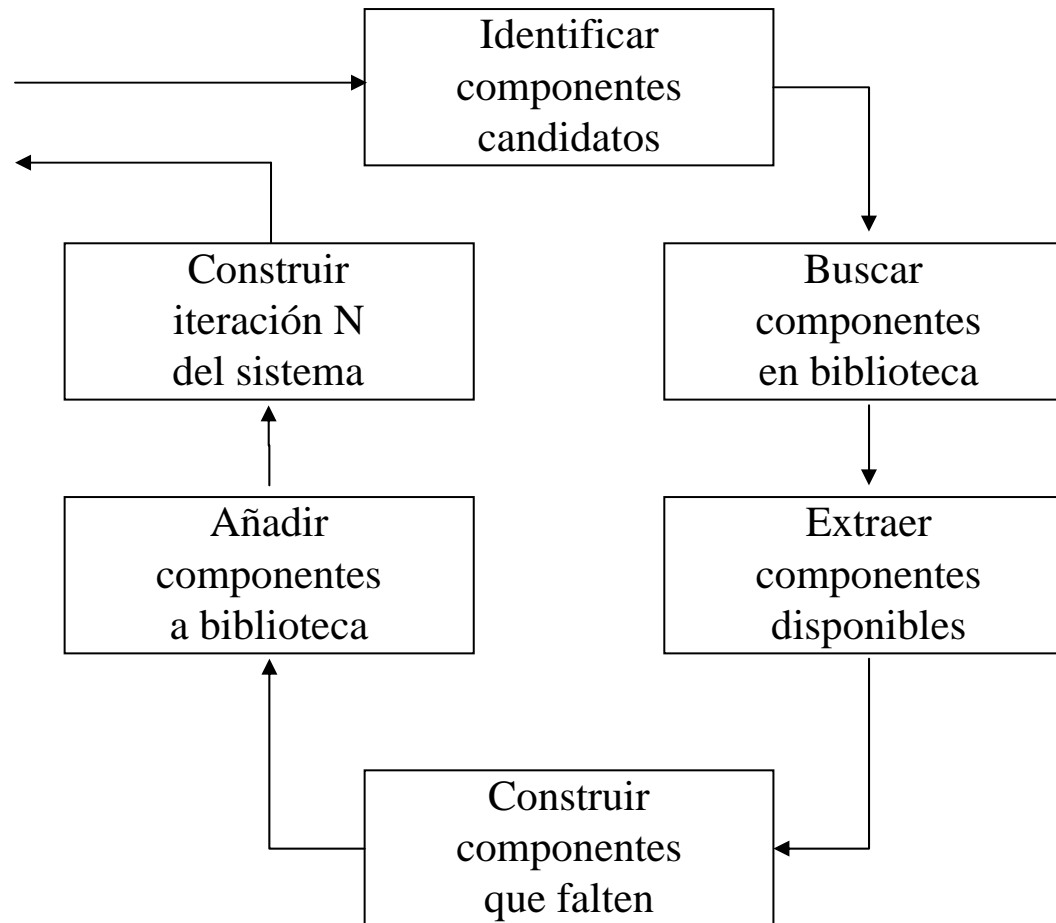 Identificar
componentes
candidatos
Buscar
componentes
en biblioteca
Extraer
componentes
disponibles
Construir
componentes
que falten
Añadir
componentes
a biblioteca
Construir
iteración N
del sistema